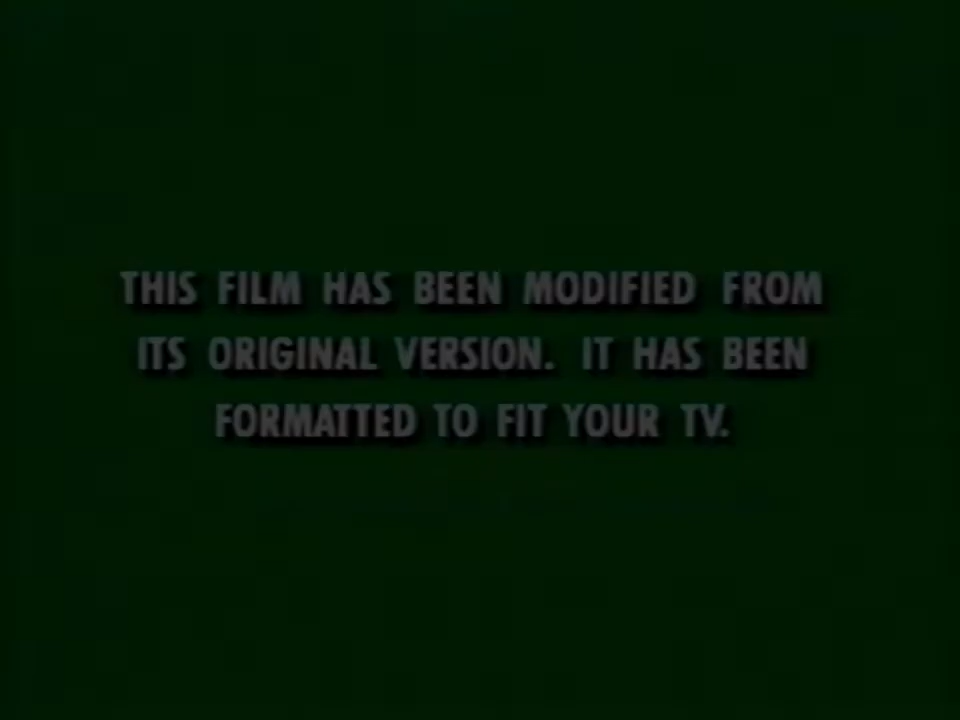 THIS FILM HAS BEEN MODIFIED FROM
ITS ORIGINAL VERSION. IT HAS BEEN
FORMATTED TO FIT YOUR TV.